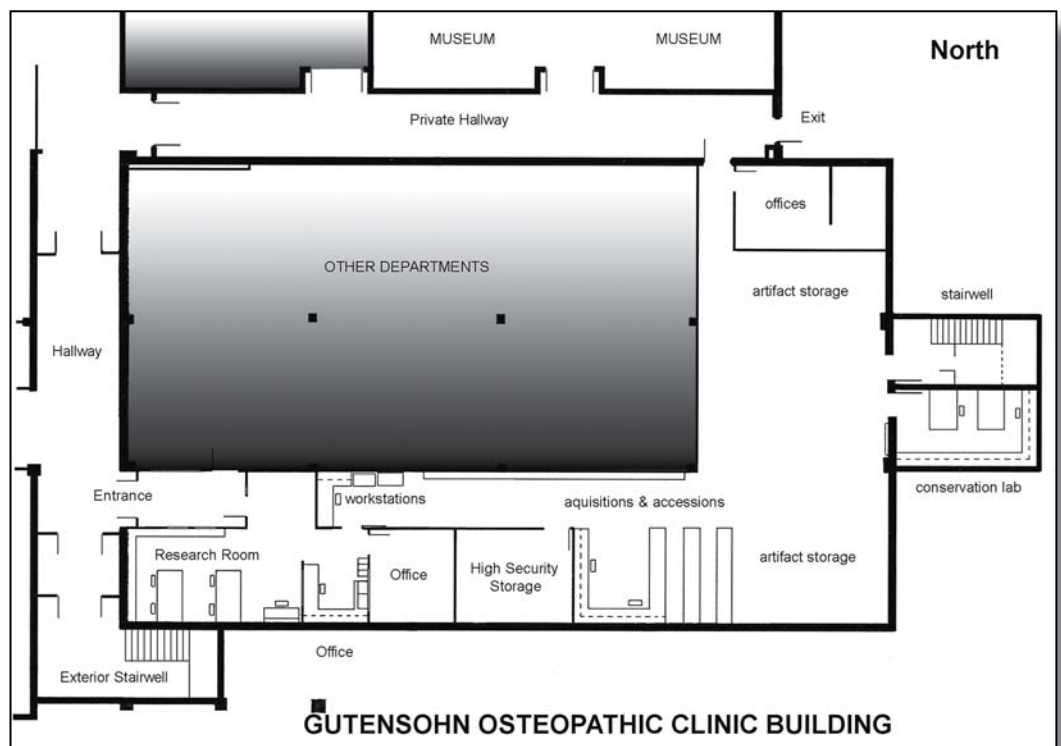 MUSEUM
MUSEUM
North
Private Hallway
Exit
offices
OTHER DEPARTMENTS
artifact storage
stairwell
Hallway
Entrance
workstations
aquisitions & accessions
conservation lab
Research Room
Office
High Security
Storage
artifact storage
Office
Exterior Stairwell
GUTENSOHN OSTEOPATHIC CLINIC BUILDING